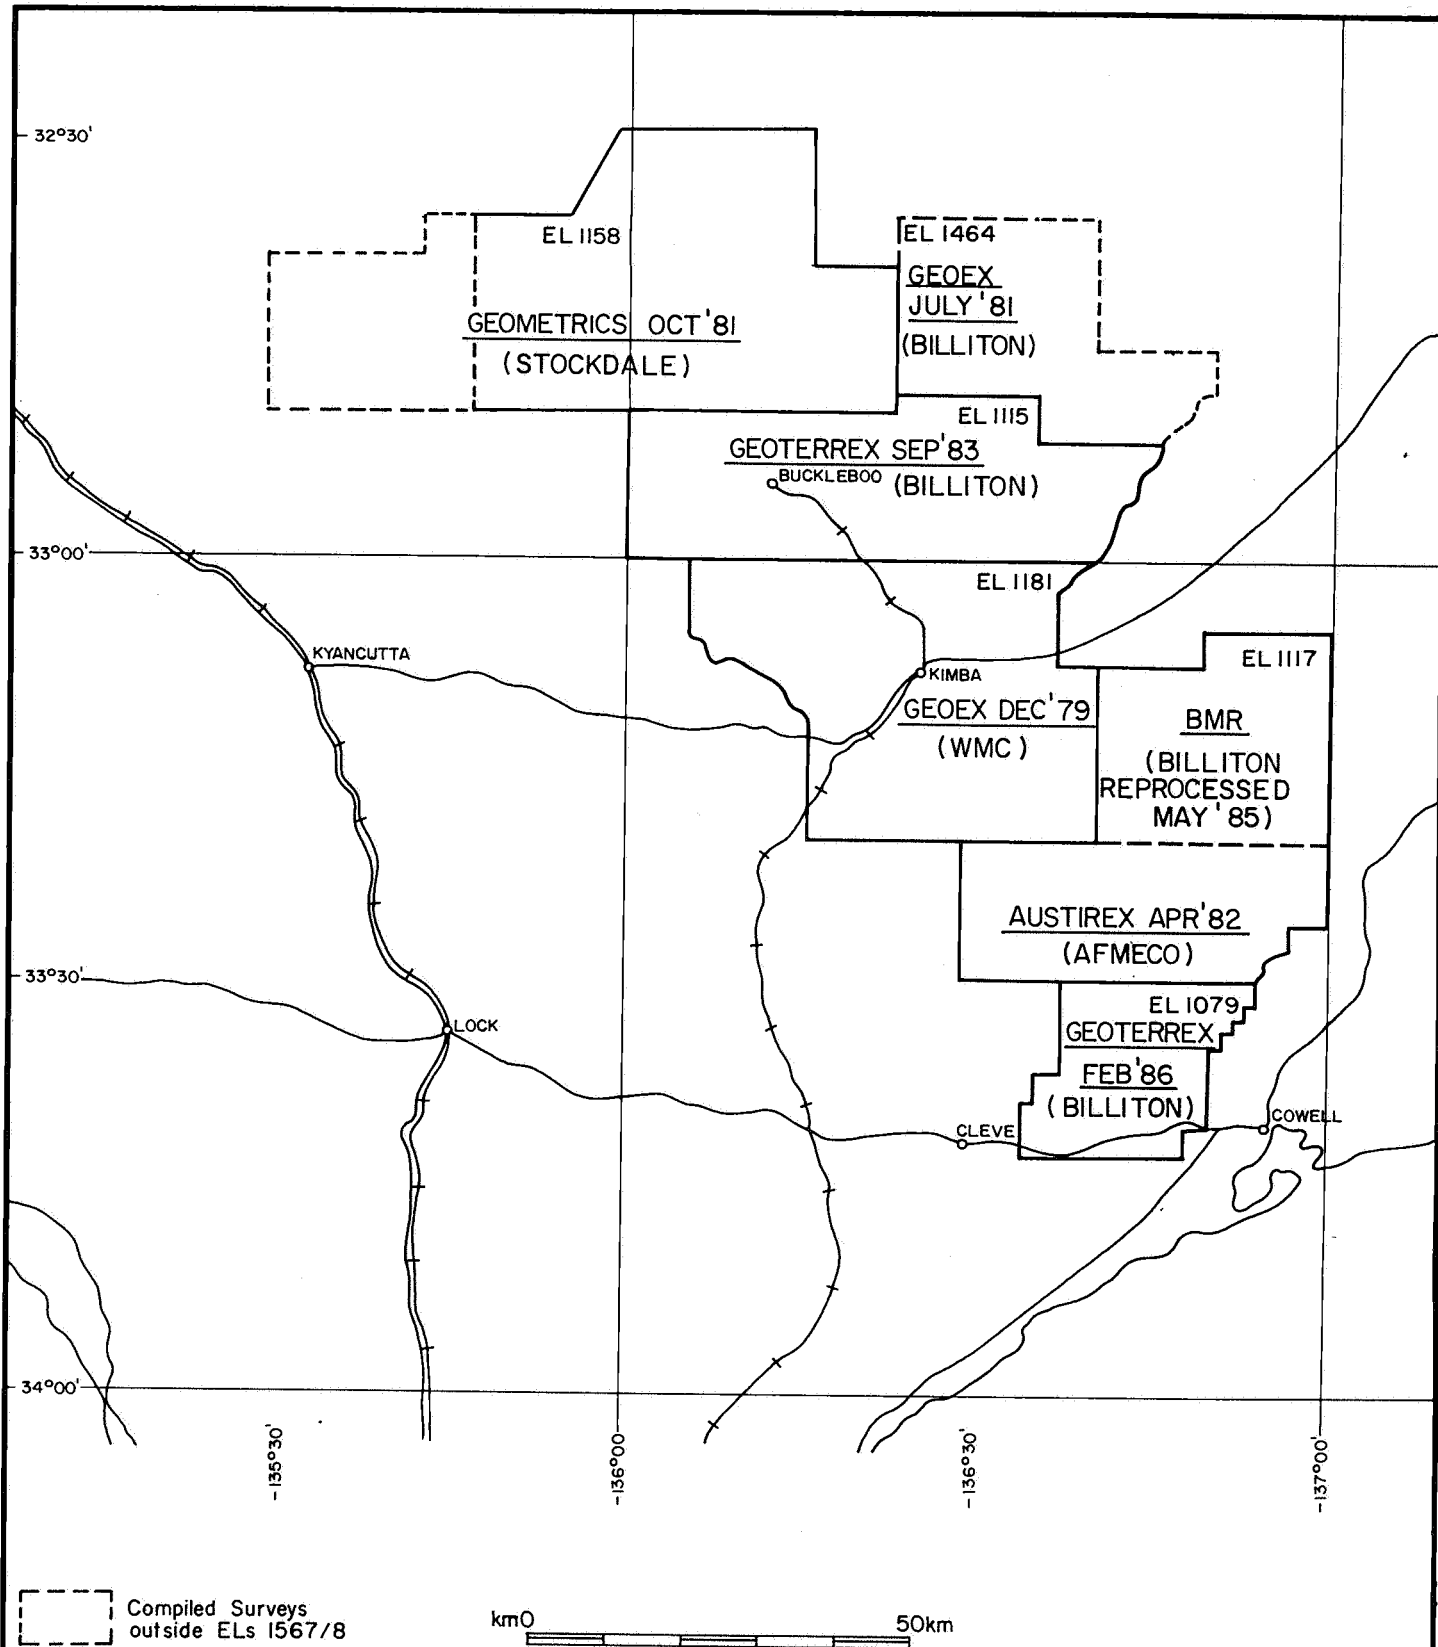 32°30'
EL 1158
EL 1464
GEOEX
JULY '81
(BILLITON)
GEOMETRICS OCT '81
(STOCKDALE)
EL 1115
GEOTERREX SEP '83
BUCKLEBOO
(BILLITON)
33°00'
EL 1181
KYANCUTTA
EL 1117
KIMBA
GEOEX DEC '79
(WMC)
BMR
(BILLITON
REPROCESSED
MAY '85)
AUSTIREX APR '82
(AFMECO)
33°30'
EL 1079
LOCK
GEOTERREX
FEB '86
(BILLITON)
COWELL
CLEVE
34°00'
135°30'
136°00'
136°30'
137°00'
Compiled Surveys
outside ELs 1567/8
km0
50km